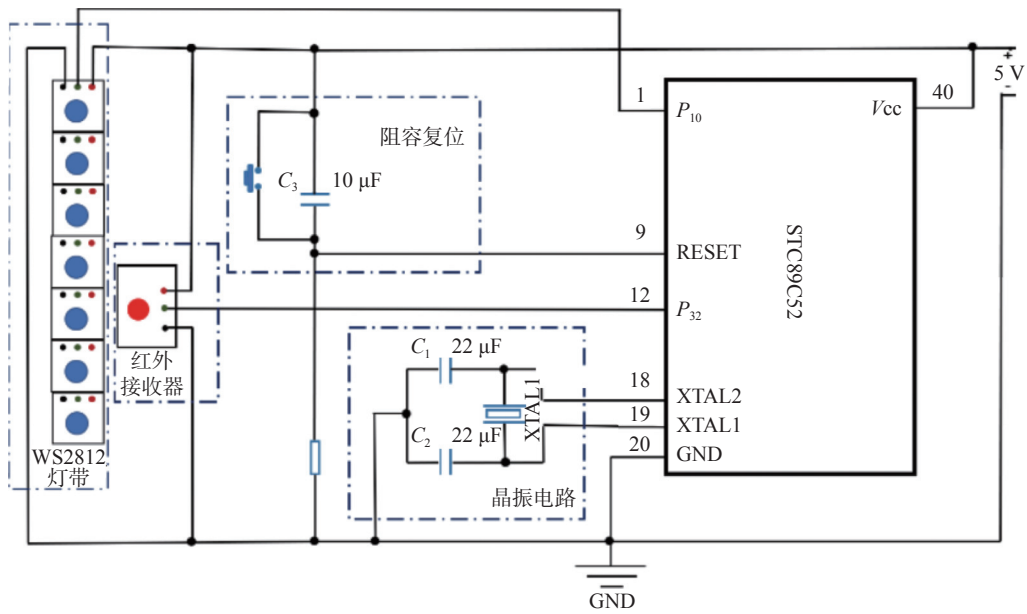 5 V
+
-
1
P₁₀
Vcc
40
阻容复位
C₃
10 μF
9
RESET
STC89C52
12
P₃₂
红外
接收器
C₁
22 μF
XTAL1
18
XTAL2
19
XTAL1
C₂
22 μF
20
GND
WS2812
灯带
晶振电路
GND